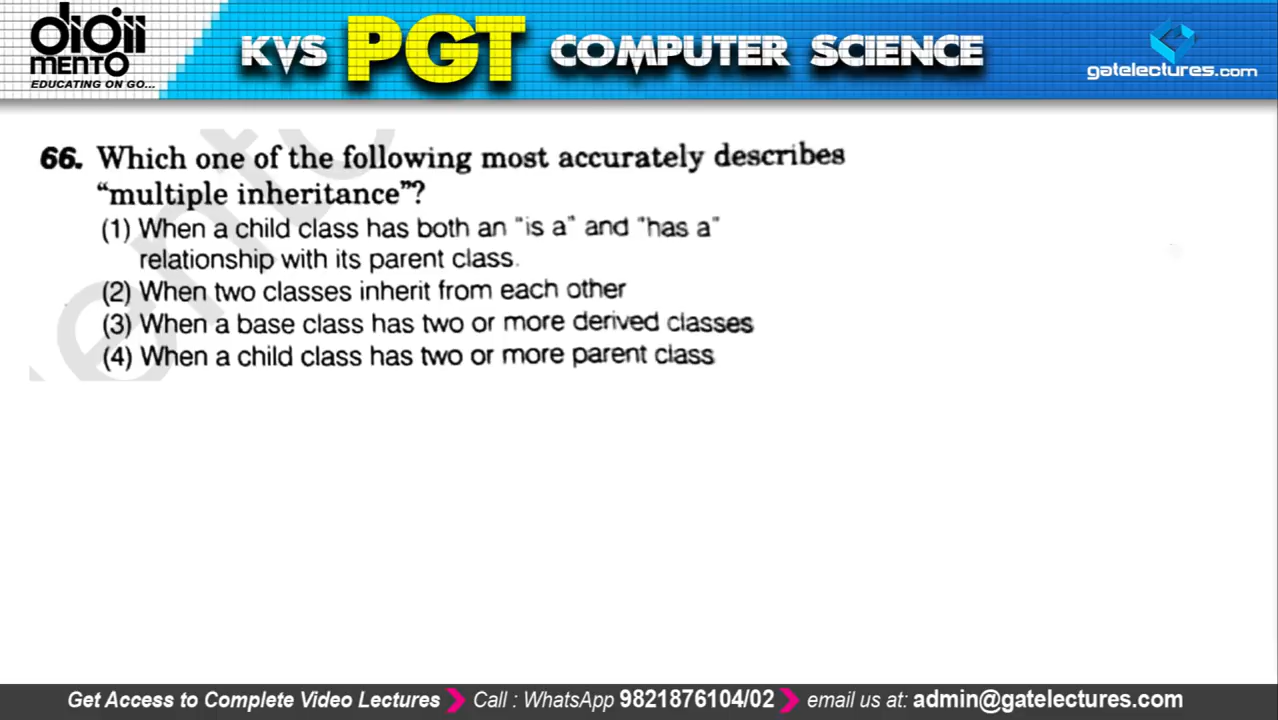 diGii
MENTO
EDUCATING ON GO...
KVS PGT COMPUTER SCIENCE
gatelectures.com
66. Which one of the following most accurately describes
“multiple inheritance”?
(1) When a child class has both an "is a" and "has a"
relationship with its parent class.
(2) When two classes inherit from each other
(3) When a base class has two or more derived classes
(4) When a child class has two or more parent class
Get Access to Complete Video Lectures Call : WhatsApp 9821876104/02 email us at: admin@gatelectures.com